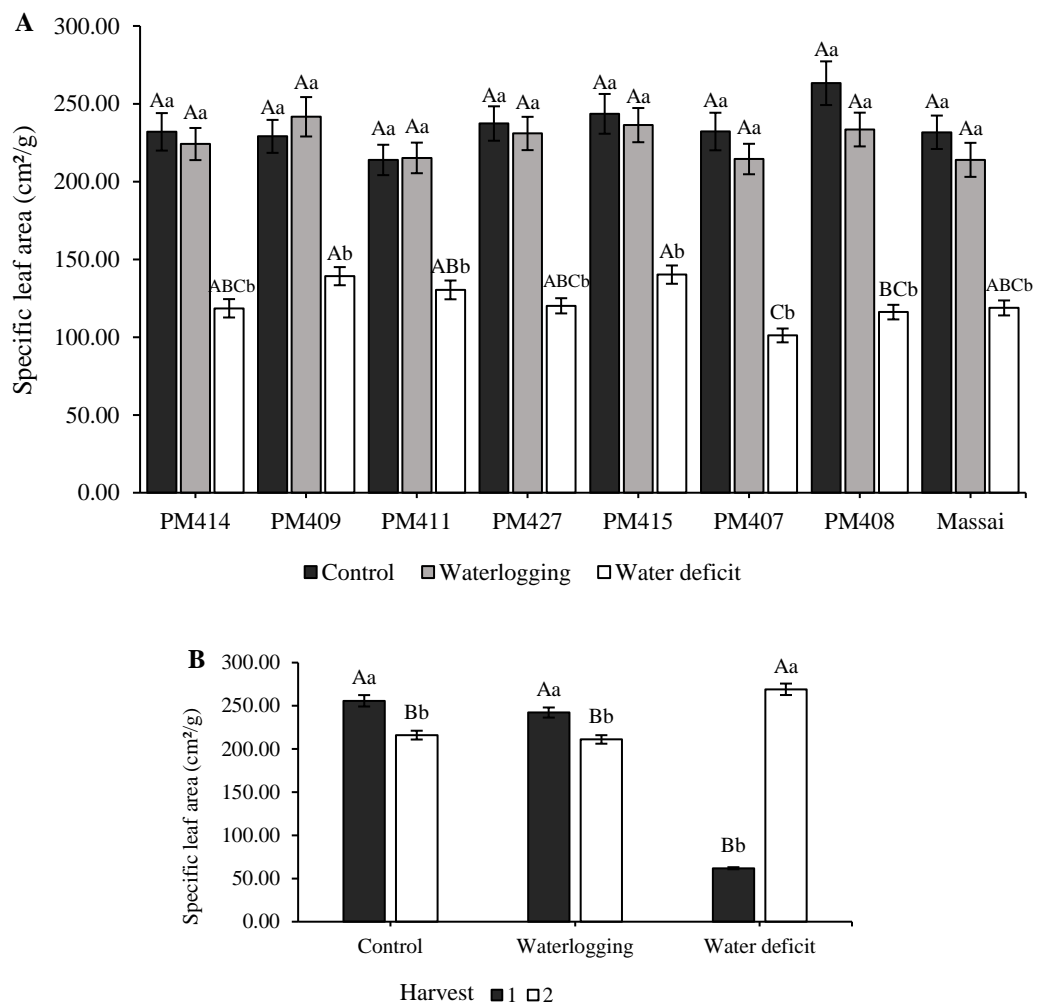 A
Specific leaf area (cm²/g)
300.00
250.00
200.00
150.00
100.00
50.00
0.00
Aa Aa ABCb
Aa Aa Ab
Aa Aa ABb
Aa Aa ABCb
Aa Aa Ab
Aa Aa Cb
Aa Aa BCb
Aa Aa ABCb
PM414 PM409 PM411 PM427 PM415 PM407 PM408 Massai
Control Waterlogging Water deficit
B
Specific leaf area (cm²/g)
300.00
250.00
200.00
150.00
100.00
50.00
0.00
Aa Bb
Aa Bb
Bb Aa
Control Waterlogging Water deficit
Harvest 1 2